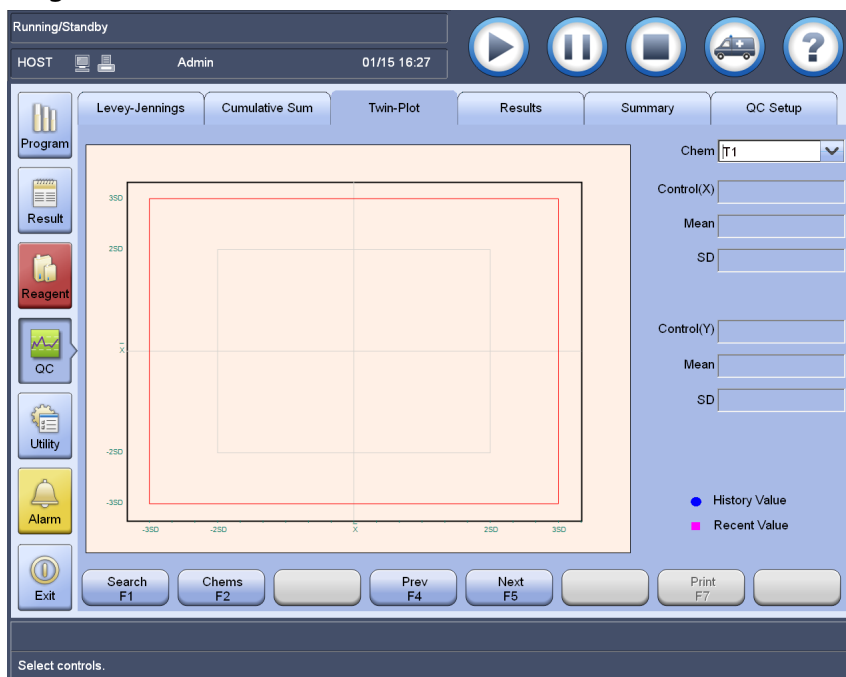 Running/Standby
HOST Admin 01/15 16:27
?
Levey-Jennings Cumulative Sum Twin-Plot Results Summary QC Setup
Program
Result
Reagent
QC
Utility
Alarm
Exit
3SD
2SD
X̄
-2SD
-3SD
-3SD -2SD X̄ 2SD 3SD
Chem T1
Control(X)
Mean
SD
Control(Y)
Mean
SD
History Value
Recent Value
Search Chems Prev Next Print
F1 F2 F4 F5 F7
Select controls.